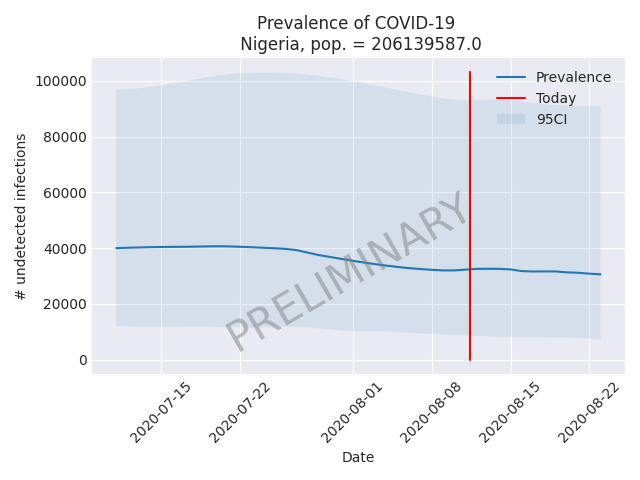 Prevalence of COVID-19
Nigeria, pop. = 206139587.0
Prevalence
Today
95CI
100000
80000
60000
40000
20000
0
# undetected infections
PRELIMINARY
2020-07-15
2020-07-22
2020-08-01
2020-08-08
2020-08-15
2020-08-22
Date